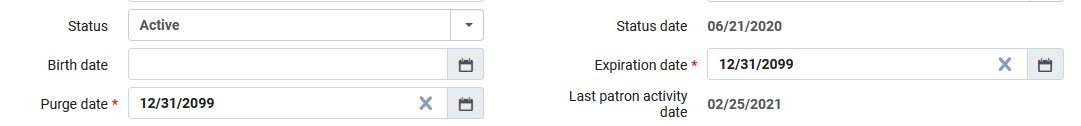 Status Active Status date 06/21/2020
Birth date Expiration date * 12/31/2099
Purge date * 12/31/2099 Last patron activity
date 02/25/2021